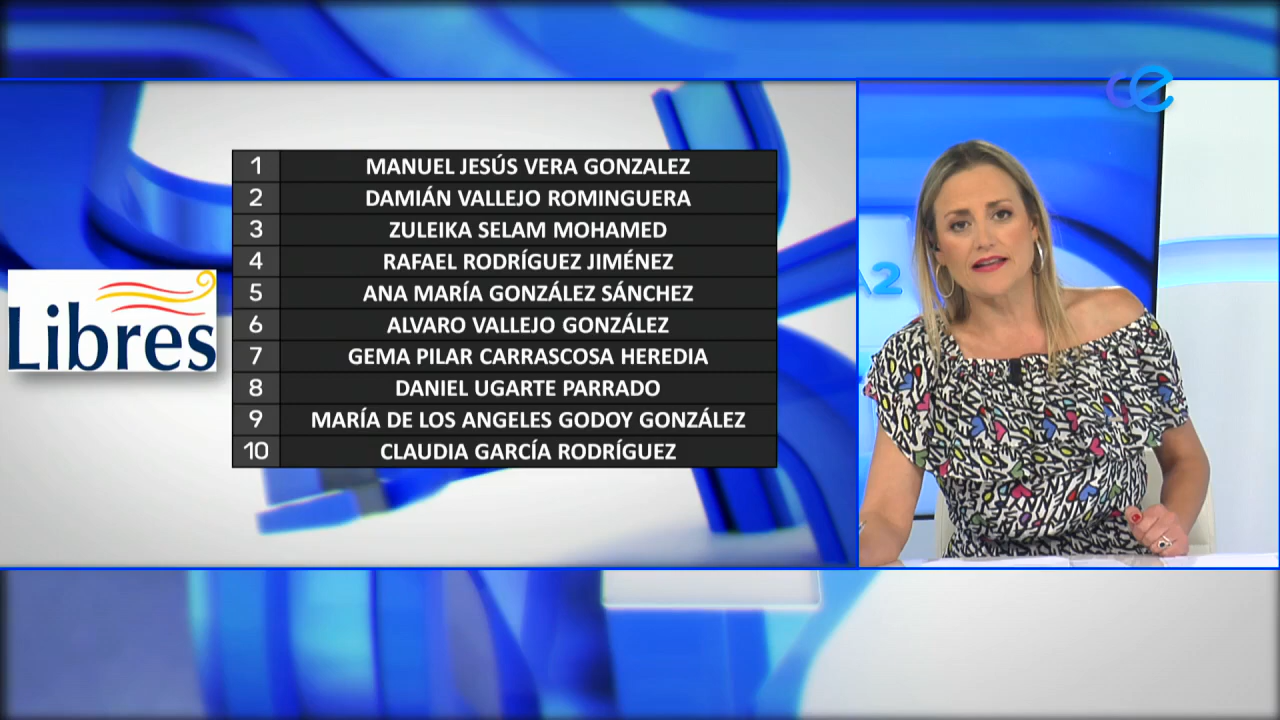 ce
1 MANUEL JESÚS VERA GONZALEZ
2 DAMIÁN VALLEJO ROMINGUERA
3 ZULEIKA SELAM MOHAMED
4 RAFAEL RODRÍGUEZ JIMÉNEZ
5 ANA MARÍA GONZÁLEZ SÁNCHEZ
6 ALVARO VALLEJO GONZÁLEZ
7 GEMA PILAR CARRASCOSA HEREDIA
8 DANIEL UGARTE PARRADO
9 MARÍA DE LOS ANGELES GODOY GONZÁLEZ
10 CLAUDIA GARCÍA RODRÍGUEZ
Libres
A2